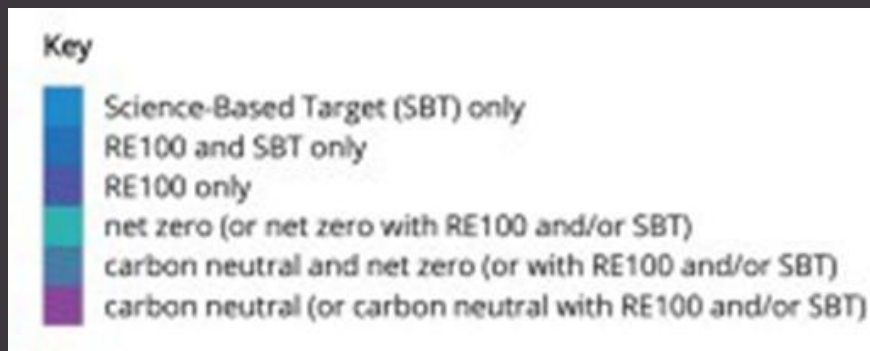 Key
Science-Based Target (SBT) only
RE100 and SBT only
RE100 only
net zero (or net zero with RE100 and/or SBT)
carbon neutral and net zero (or with RE100 and/or SBT)
carbon neutral (or carbon neutral with RE100 and/or SBT)